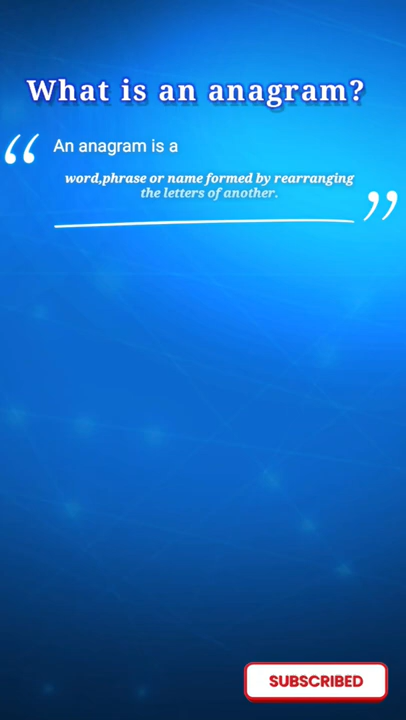 What is an anagram?
“ An anagram is a
word,phrase or name formed by rearranging
the letters of another. ”
SUBSCRIBED